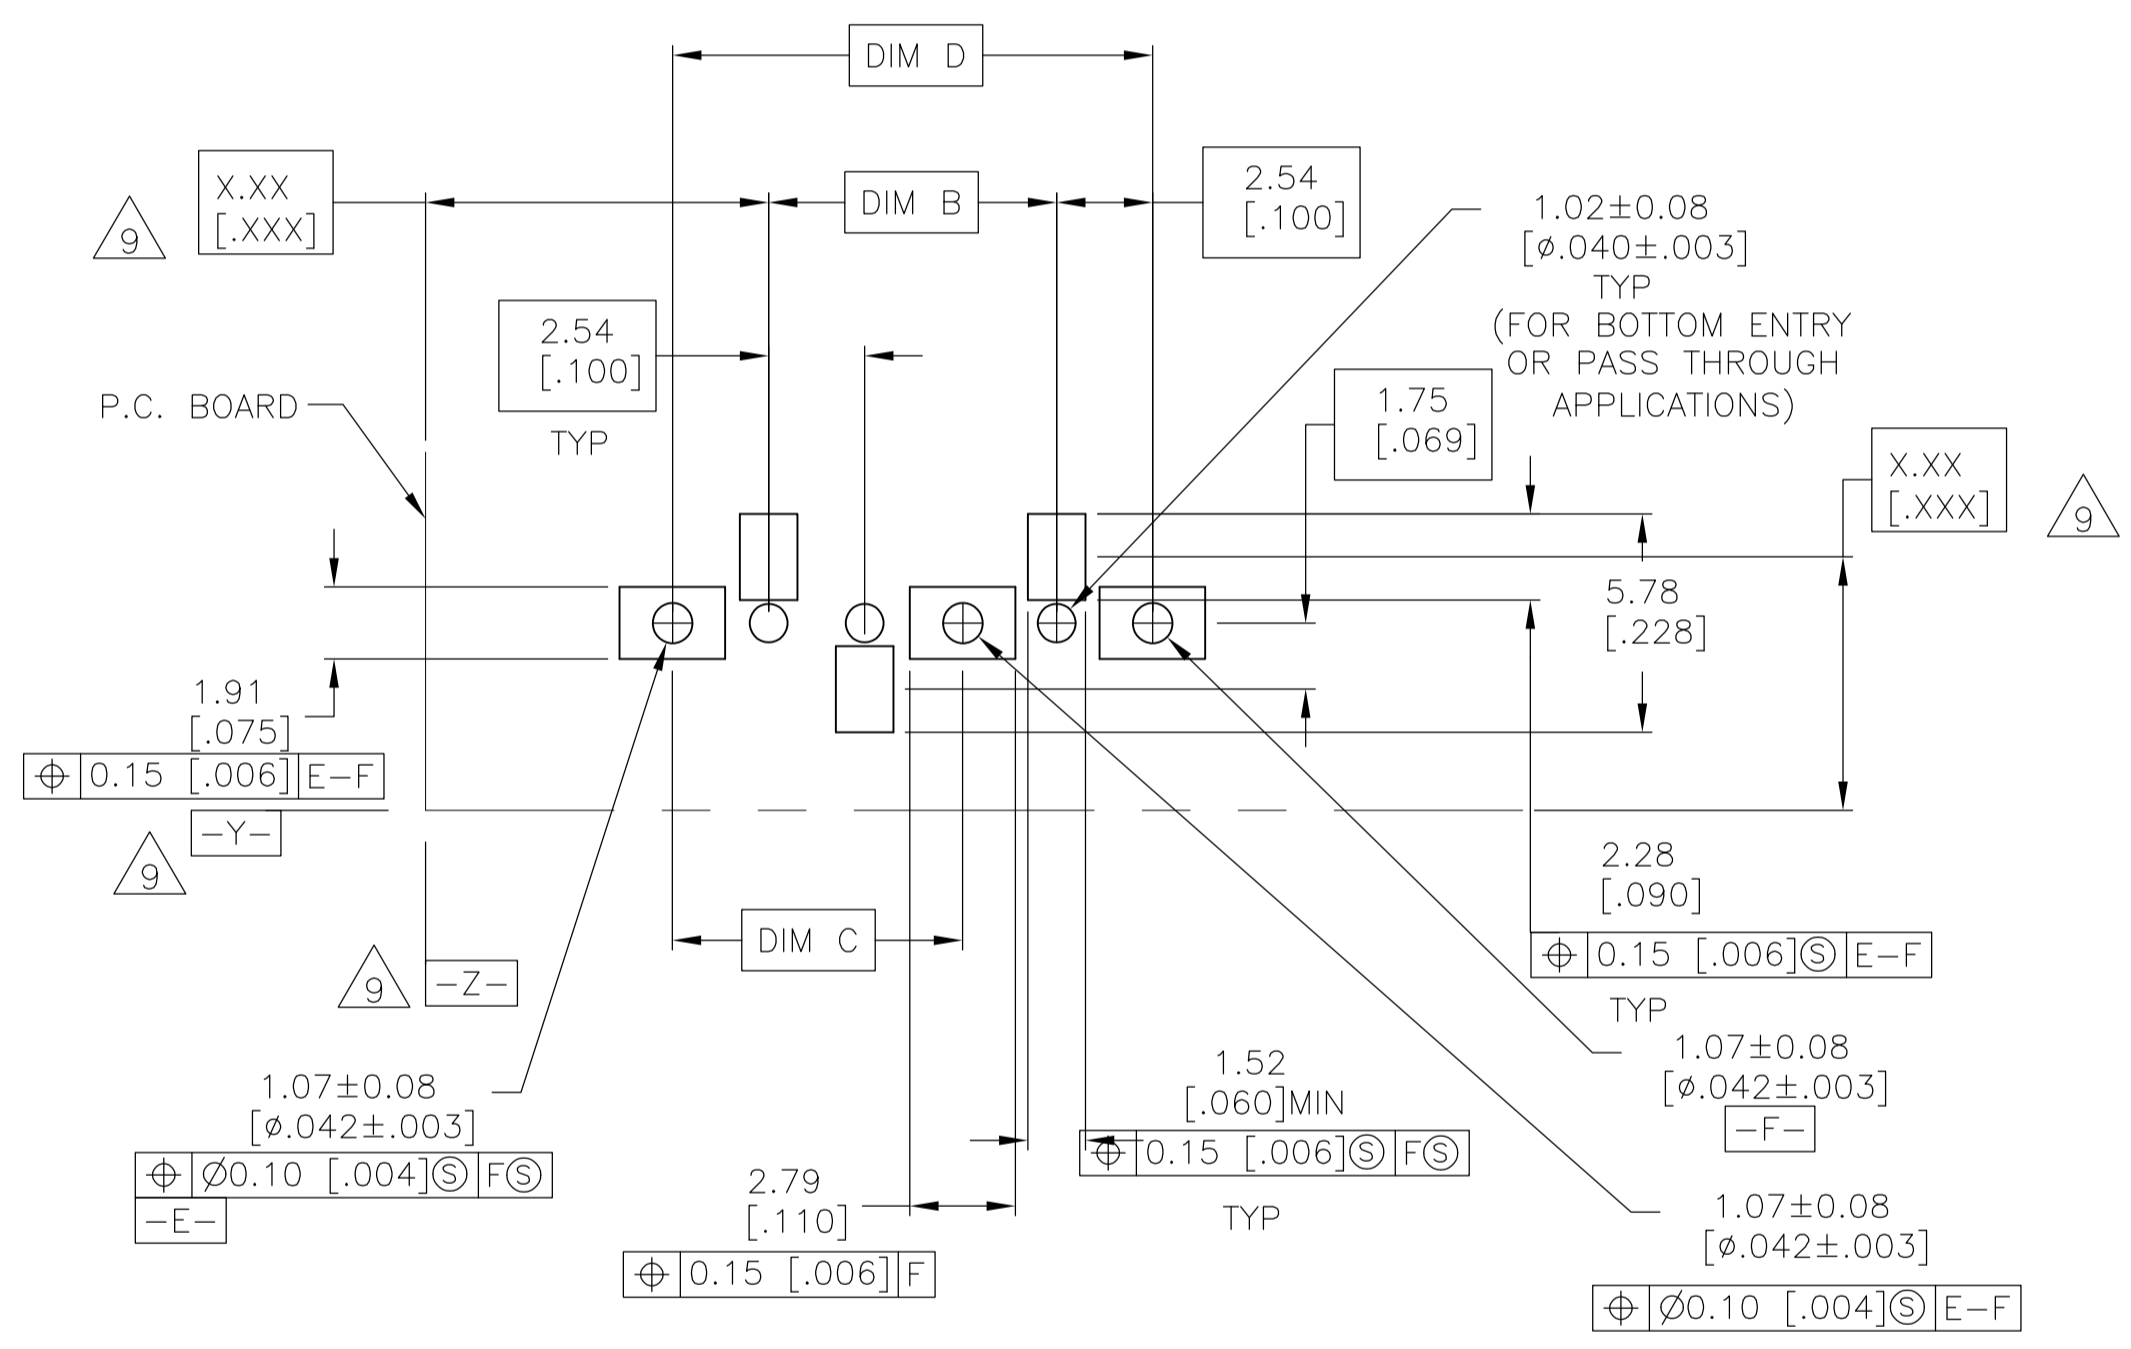 DIM D
X.XX
[.XXX]
9
DIM B
2.54
[.100]
1.02±0.08
[⌀.040±.003]
TYP
(FOR BOTTOM ENTRY
OR PASS THROUGH
APPLICATIONS)
2.54
[.100]
TYP
P.C. BOARD
1.75
[.069]
X.XX
[.XXX]
9
5.78
[.228]
1.91
[.075]
⌖ 0.15 [.006] E-F
-Y-
9
2.28
[.090]
⌖ 0.15 [.006]Ⓢ E-F
TYP
DIM C
9
-Z-
1.07±0.08
[⌀.042±.003]
⌖ ⌀0.10 [.004]Ⓢ FⓈ
-E-
1.52
[.060]MIN
⌖ 0.15 [.006]Ⓢ FⓈ
TYP
1.07±0.08
[⌀.042±.003]
-F-
2.79
[.110]
⌖ 0.15 [.006] F
1.07±0.08
[⌀.042±.003]
⌖ ⌀0.10 [.004]Ⓢ E-F